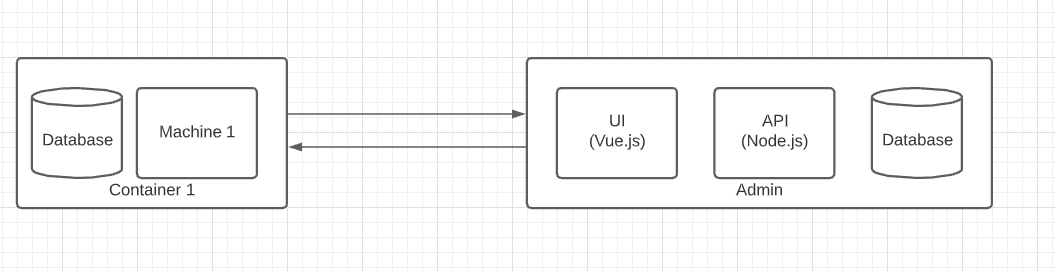 Database
Machine 1
Container 1
UI
(Vue.js)
API
(Node.js)
Database
Admin